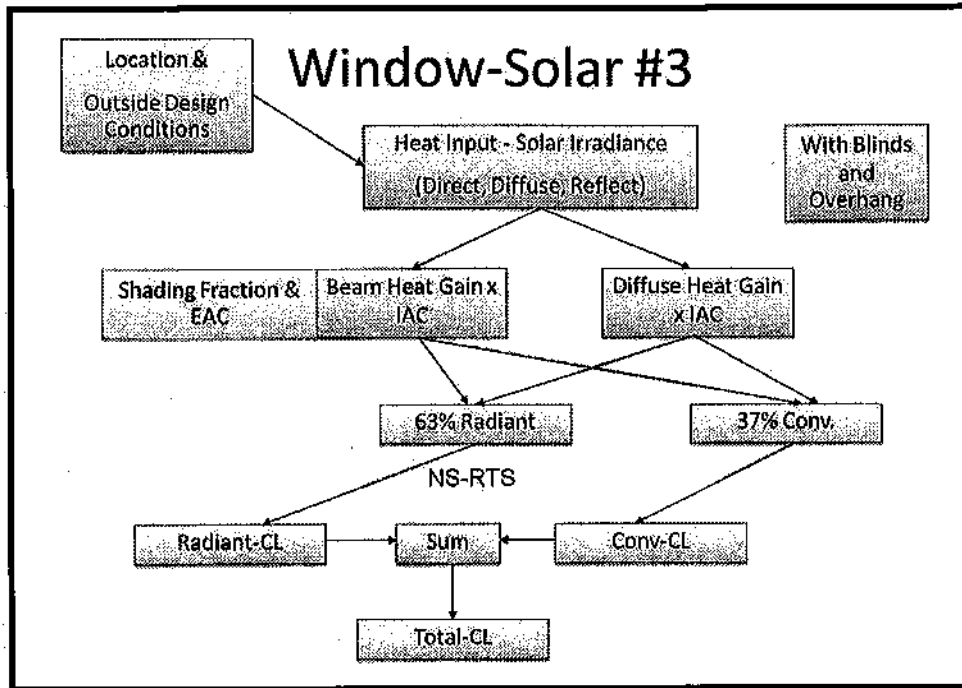 Location &
Outside Design
Conditions
Window-Solar #3
Heat Input - Solar Irradiance
(Direct, Diffuse, Reflect)
With Blinds
and
Overhang
Shading Fraction &
EAC
Beam Heat Gain x
IAC
Diffuse Heat Gain
x IAC
63% Radiant
37% Conv.
NS-RTS
Radiant-CL
Sum
Conv-CL
Total-CL